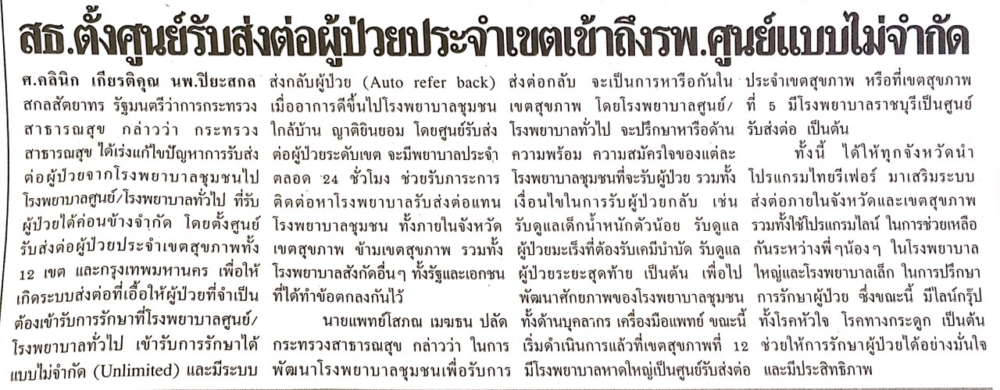 สธ.ตั้งศูนย์รับส่งต่อผู้ป่วยประจำเขตเข้าถึงรพ.ศูนย์แบบไม่จำกัด
ศ.คลินิก เกียรติคุณ นพ.ปิยะสกล
สกลสัตยาทร รัฐมนตรีว่าการกระทรวง
สาธารณสุข กล่าวว่า กระทรวง
สาธารณสุข ได้เร่งแก้ไขปัญหาการรับส่ง
ต่อผู้ป่วยจากโรงพยาบาลชุมชนไป
โรงพยาบาลศูนย์/โรงพยาบาลทั่วไป ที่รับ
ผู้ป่วยได้ค่อนข้างจำกัด โดยตั้งศูนย์
รับส่งต่อผู้ป่วยประจำเขตสุขภาพทั้ง
12 เขต และกรุงเทพมหานคร เพื่อให้
เกิดระบบส่งต่อที่เอื้อให้ผู้ป่วยที่จำเป็น
ต้องเข้ารับการรักษาที่โรงพยาบาลศูนย์/
โรงพยาบาลทั่วไป เข้ารับการรักษาได้
แบบไม่จำกัด (Unlimited) และมีระบบ
ส่งกลับผู้ป่วย (Auto refer back)
เมื่ออาการดีขึ้นไปโรงพยาบาลชุมชน
ใกล้บ้าน ญาติยินยอม โดยศูนย์รับส่ง
ต่อผู้ป่วยระดับเขต จะมีพยาบาลประจำ
ตลอด 24 ชั่วโมง ช่วยรับภาระการ
ติดต่อหาโรงพยาบาลรับส่งต่อแทน
โรงพยาบาลชุมชน ทั้งภายในจังหวัด
เขตสุขภาพ ข้ามเขตสุขภาพ รวมทั้ง
โรงพยาบาลสังกัดอื่นๆ ทั้งรัฐและเอกชน
ที่ได้ทำข้อตกลงกันไว้
นายแพทย์โสภณ เมฆธน ปลัด
กระทรวงสาธารณสุข กล่าวว่า ในการ
พัฒนาโรงพยาบาลชุมชนเพื่อรับการ
ส่งต่อกลับ จะเป็นการหารือกันใน
เขตสุขภาพ โดยโรงพยาบาลศูนย์/
โรงพยาบาลทั่วไป จะปรึกษาหารือด้าน
ความพร้อม ความสมัครใจของแต่ละ
โรงพยาบาลชุมชนที่จะรับผู้ป่วย รวมทั้ง
เงื่อนไขในการรับผู้ป่วยกลับ เช่น
รับดูแลเด็กน้ำหนักตัวน้อย รับดูแล
ผู้ป่วยมะเร็งที่ต้องรับเคมีบำบัด รับดูแล
ผู้ป่วยระยะสุดท้าย เป็นต้น เพื่อไป
พัฒนาศักยภาพของโรงพยาบาลชุมชน
ทั้งด้านบุคลากร เครื่องมือแพทย์ ขณะนี้
เริ่มดำเนินการแล้วที่เขตสุขภาพที่ 12
มีโรงพยาบาลหาดใหญ่เป็นศูนย์รับส่งต่อ
ประจำเขตสุขภาพ หรือที่เขตสุขภาพ
ที่ 5 มีโรงพยาบาลราชบุรีเป็นศูนย์
รับส่งต่อ เป็นต้น
ทั้งนี้ ได้ให้ทุกจังหวัดนำ
โปรแกรมไทยรีเฟอร์ มาเสริมระบบ
ส่งต่อภายในจังหวัดและเขตสุขภาพ
รวมทั้งใช้โปรแกรมไลน์ ในการช่วยเหลือ
กันระหว่างพี่ๆน้องๆ ในโรงพยาบาล
ใหญ่และโรงพยาบาลเล็ก ในการปรึกษา
การรักษาผู้ป่วย ซึ่งขณะนี้ มีไลน์กรุ๊ป
ทั้งโรคหัวใจ โรคทางกระดูก เป็นต้น
ช่วยให้การรักษาผู้ป่วยได้อย่างมั่นใจ
และมีประสิทธิภาพ